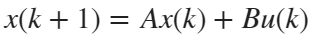 x(k + 1) = Ax(k) + Bu(k)